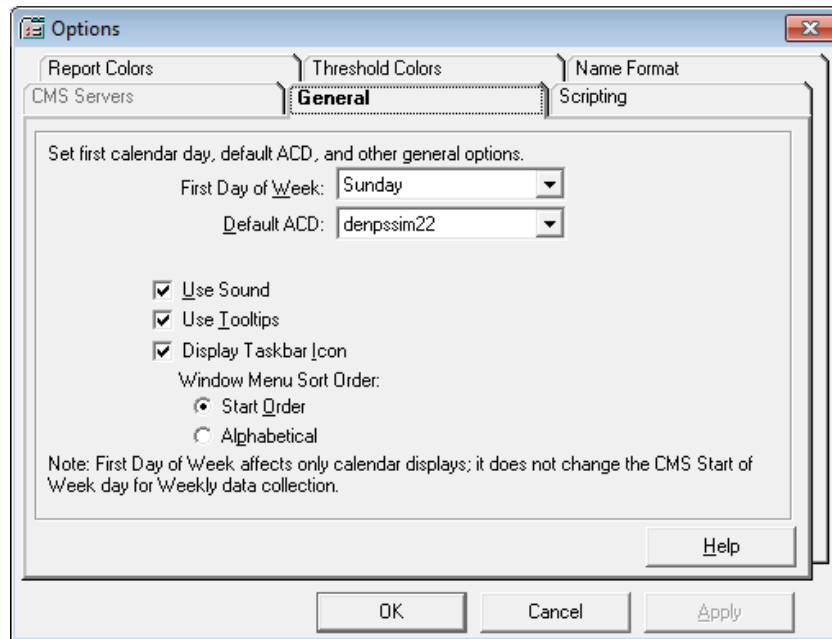 Options
Report Colors
Threshold Colors
Name Format
CMS Servers
General
Scripting
Set first calendar day, default ACD, and other general options.
First Day of Week: Sunday
Default ACD: denpssim22
Use Sound
Use Tooltips
Display Taskbar Icon
Window Menu Sort Order:
Start Order
Alphabetical
Note: First Day of Week affects only calendar displays; it does not change the CMS Start of
Week day for Weekly data collection.
Help
OK
Cancel
Apply